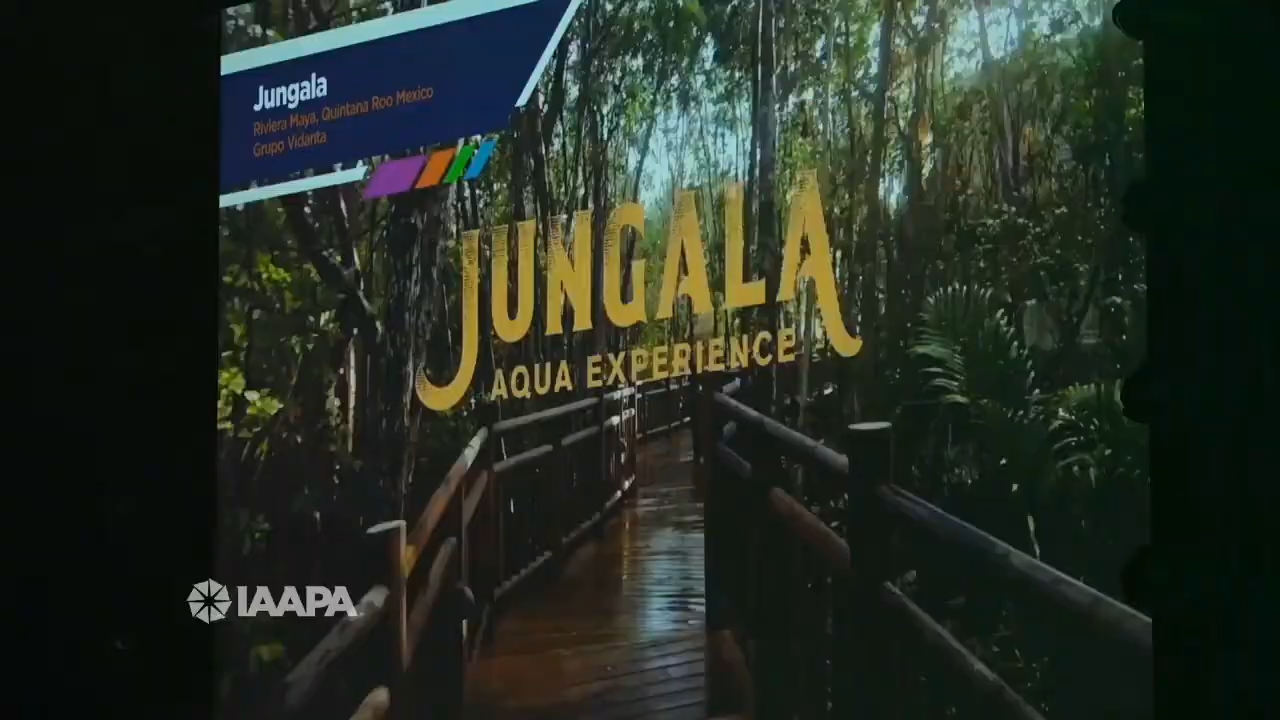 Jungala
Riviera Maya, Quintana Roo Mexico
Grupo Vidanta
JUNGALA
AQUA EXPERIENCE
IAAPA